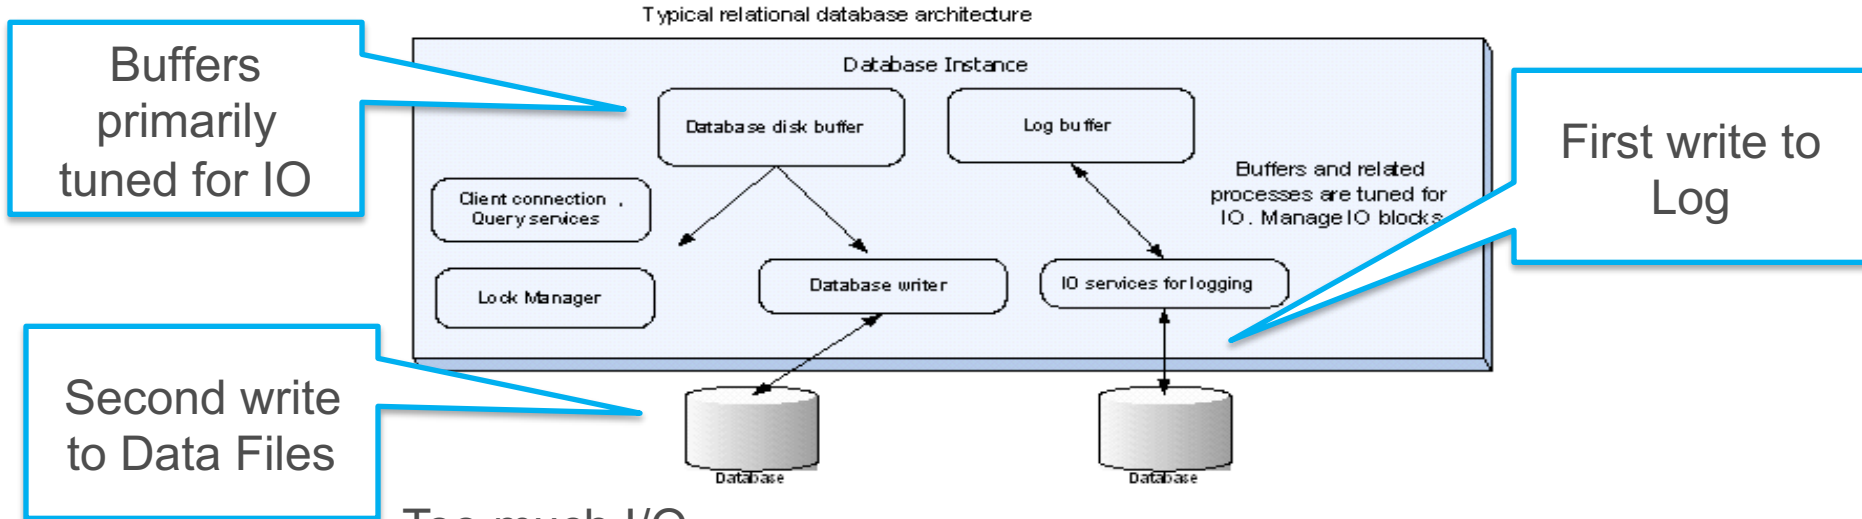 Typical relational database architecture
Buffers
primarily
tuned for IO
Database Instance
Database disk buffer
Log buffer
First write to
Log
Buffers and related
processes are tuned for
IO. Manage IO blocks
Client connection ,
Query services
Lock Manager
Database writer
IO services for logging
Second write
to Data Files
Database
Database
Too much I/O